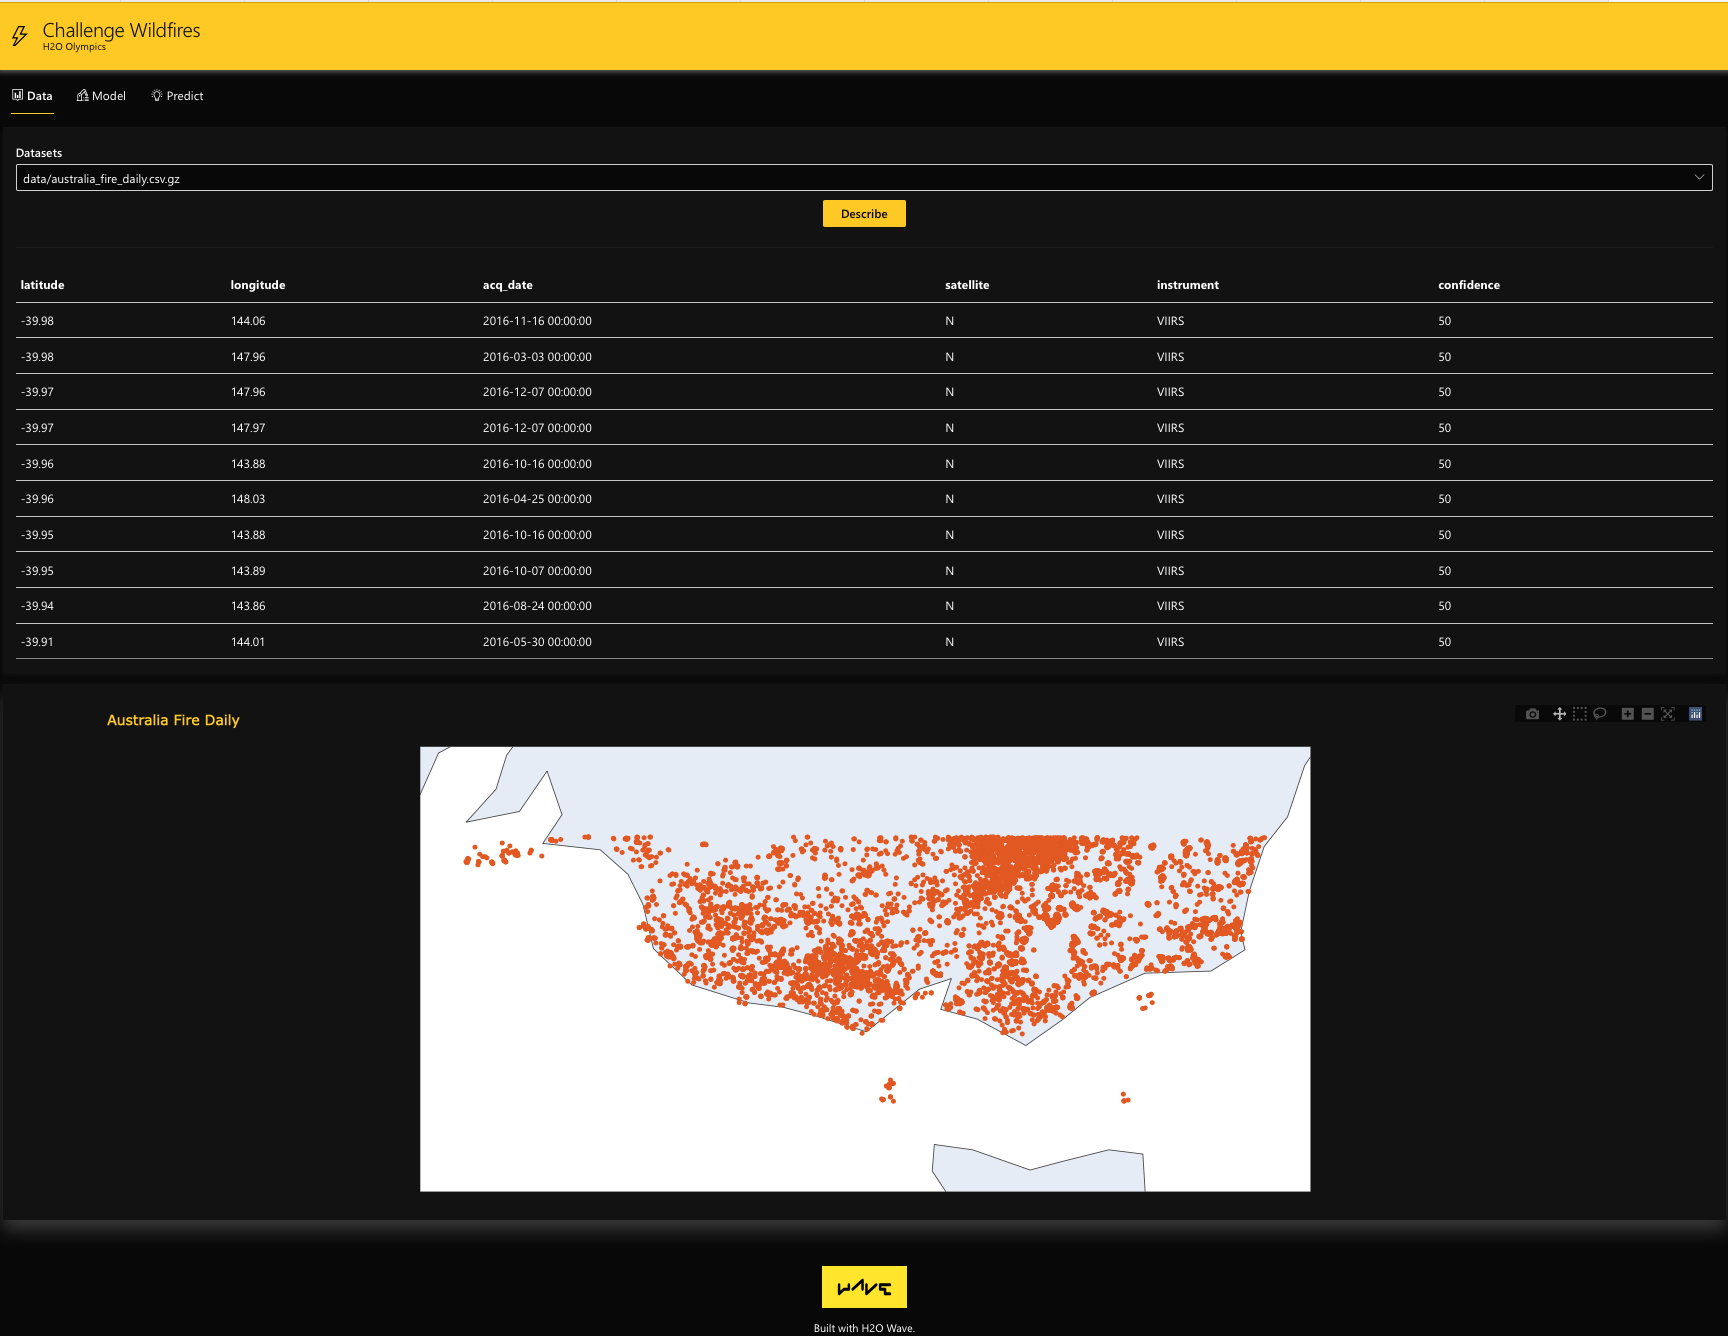 Challenge Wildfires
H2O Olympics
Data Model Predict
Datasets
data/australia_fire_daily.csv.gz
Describe
latitude longitude acq_date satellite instrument confidence
-39.98 144.06 2016-11-16 00:00:00 N VIIRS 50
-39.98 147.96 2016-03-03 00:00:00 N VIIRS 50
-39.97 147.96 2016-12-07 00:00:00 N VIIRS 50
-39.97 147.97 2016-12-07 00:00:00 N VIIRS 50
-39.96 143.88 2016-10-16 00:00:00 N VIIRS 50
-39.96 148.03 2016-04-25 00:00:00 N VIIRS 50
-39.95 143.88 2016-10-16 00:00:00 N VIIRS 50
-39.95 143.89 2016-10-07 00:00:00 N VIIRS 50
-39.94 143.86 2016-08-24 00:00:00 N VIIRS 50
-39.91 144.01 2016-05-30 00:00:00 N VIIRS 50
Australia Fire Daily
WAVE
Built with H2O Wave.